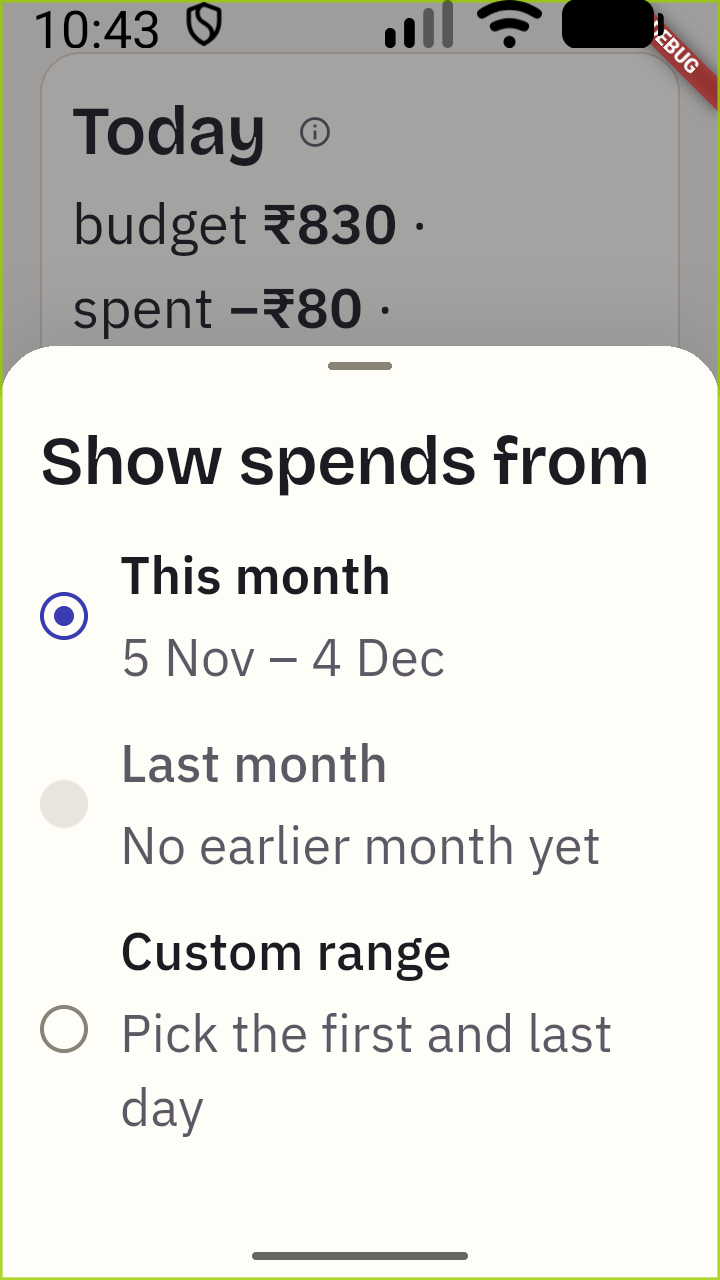 10:43
DEBUG
Today
budget ₹830 ·
spent −₹80 ·
Show spends from
This month
5 Nov – 4 Dec
Last month
No earlier month yet
Custom range
Pick the first and last
day